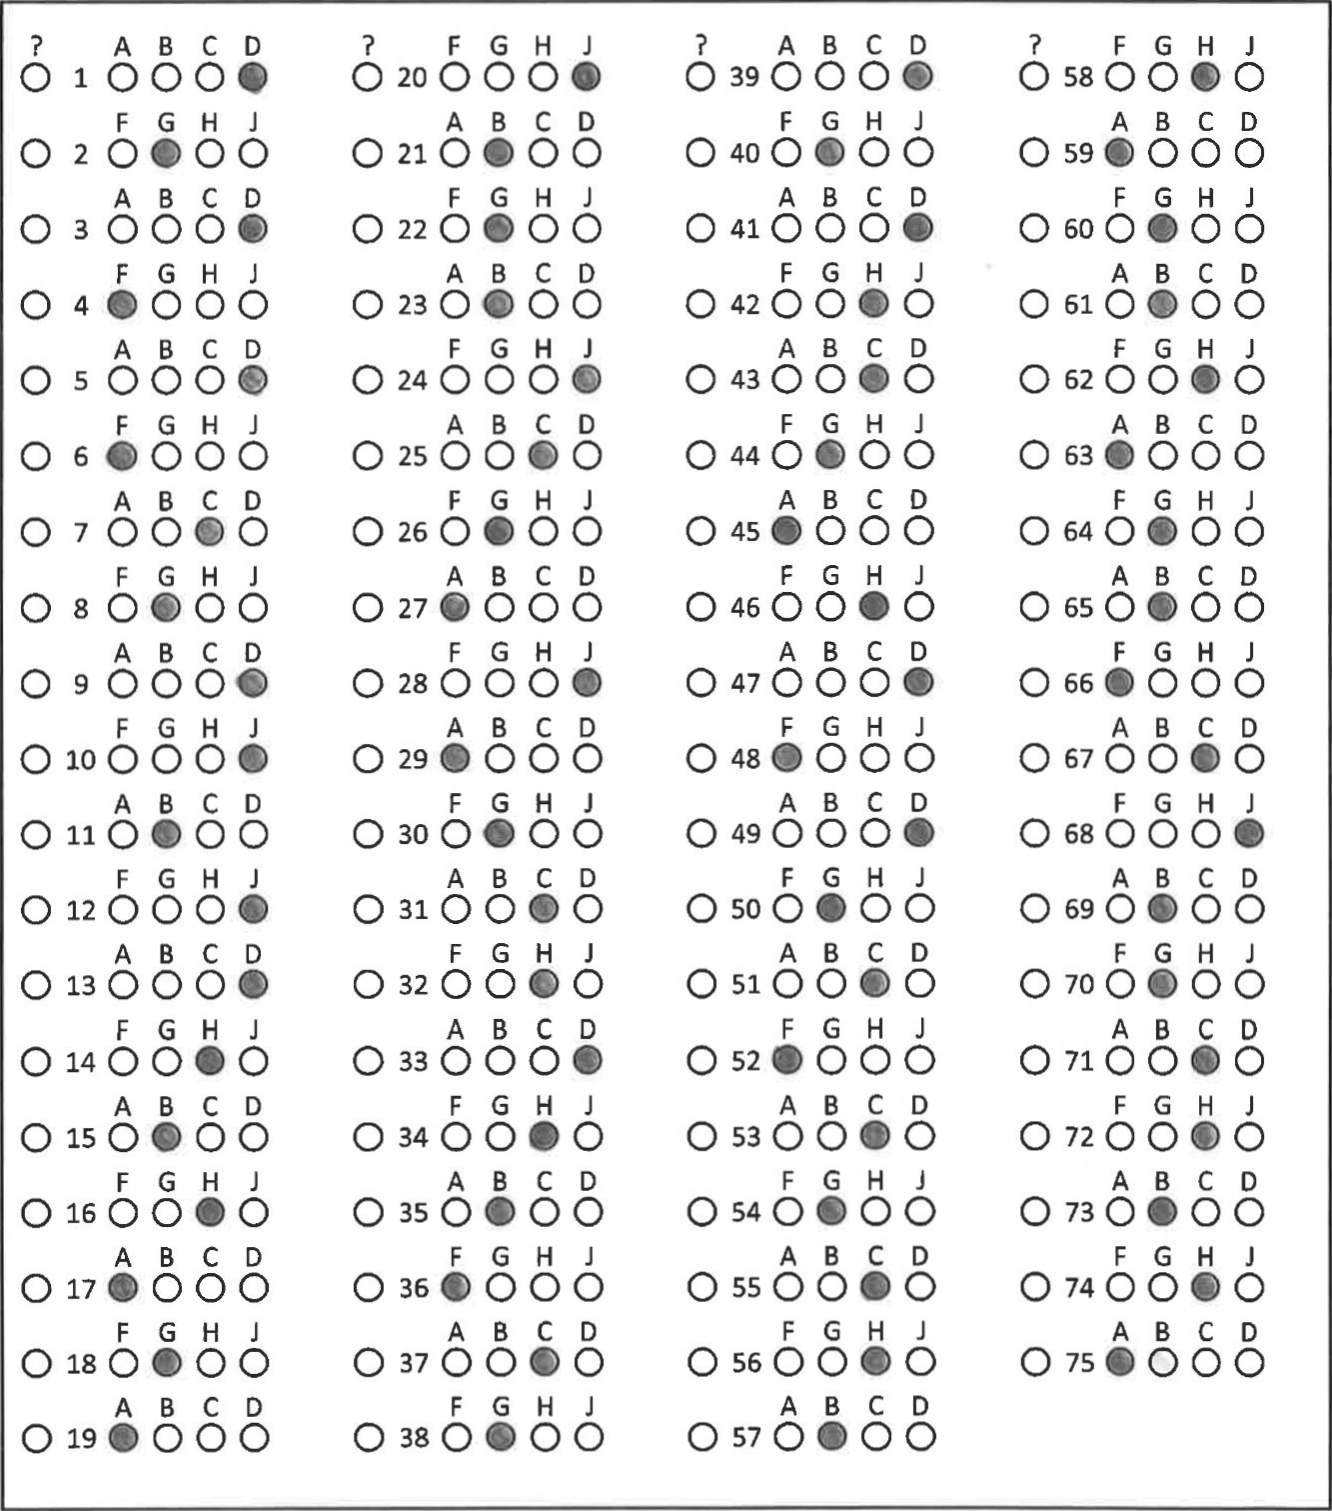 ? A B C D
1
F G H J
2
A B C D
3
F G H J
4
A B C D
5
F G H J
6
A B C D
7
F G H J
8
A B C D
9
F G H J
10
A B C D
11
F G H J
12
A B C D
13
F G H J
14
A B C D
15
F G H J
16
A B C D
17
F G H J
18
A B C D
19
? F G H J
20
A B C D
21
F G H J
22
A B C D
23
F G H J
24
A B C D
25
F G H J
26
A B C D
27
F G H J
28
A B C D
29
F G H J
30
A B C D
31
F G H J
32
A B C D
33
F G H J
34
A B C D
35
F G H J
36
A B C D
37
F G H J
38
? A B C D
39
F G H J
40
A B C D
41
F G H J
42
A B C D
43
F G H J
44
A B C D
45
F G H J
46
A B C D
47
F G H J
48
A B C D
49
F G H J
50
A B C D
51
F G H J
52
A B C D
53
F G H J
54
A B C D
55
F G H J
56
A B C D
57
? F G H J
58
A B C D
59
F G H J
60
A B C D
61
F G H J
62
A B C D
63
F G H J
64
A B C D
65
F G H J
66
A B C D
67
F G H J
68
A B C D
69
F G H J
70
A B C D
71
F G H J
72
A B C D
73
F G H J
74
A B C D
75